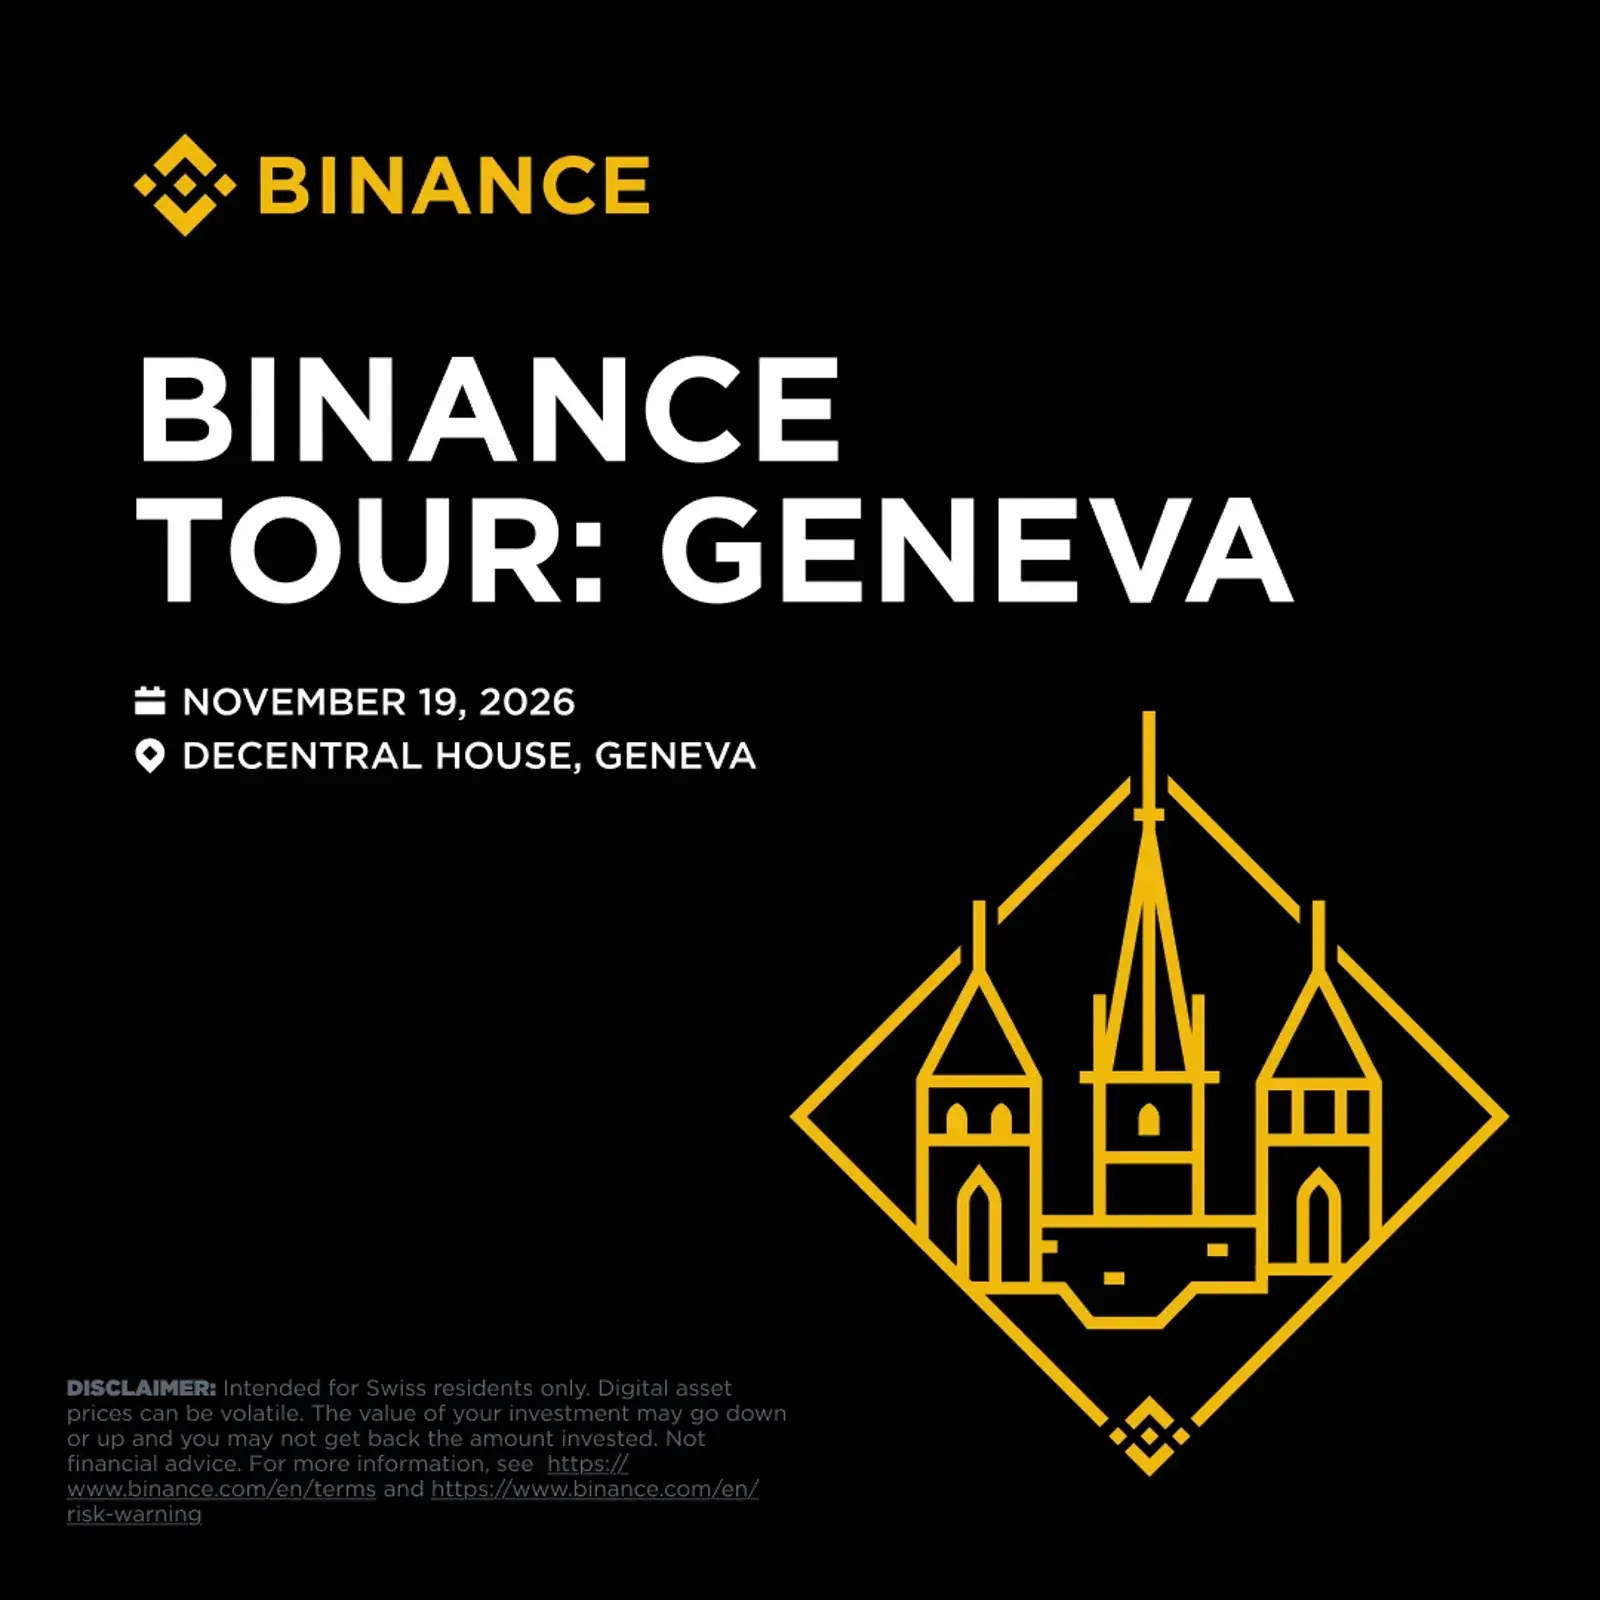 BINANCE
BINANCE
TOUR: GENEVA
NOVEMBER 19, 2026
DECENTRAL HOUSE, GENEVA
DISCLAIMER: Intended for Swiss residents only. Digital asset
prices can be volatile. The value of your investment may go down
or up and you may not get back the amount invested. Not
financial advice. For more information, see https://
www.binance.com/en/terms and https://www.binance.com/en/
risk-warning